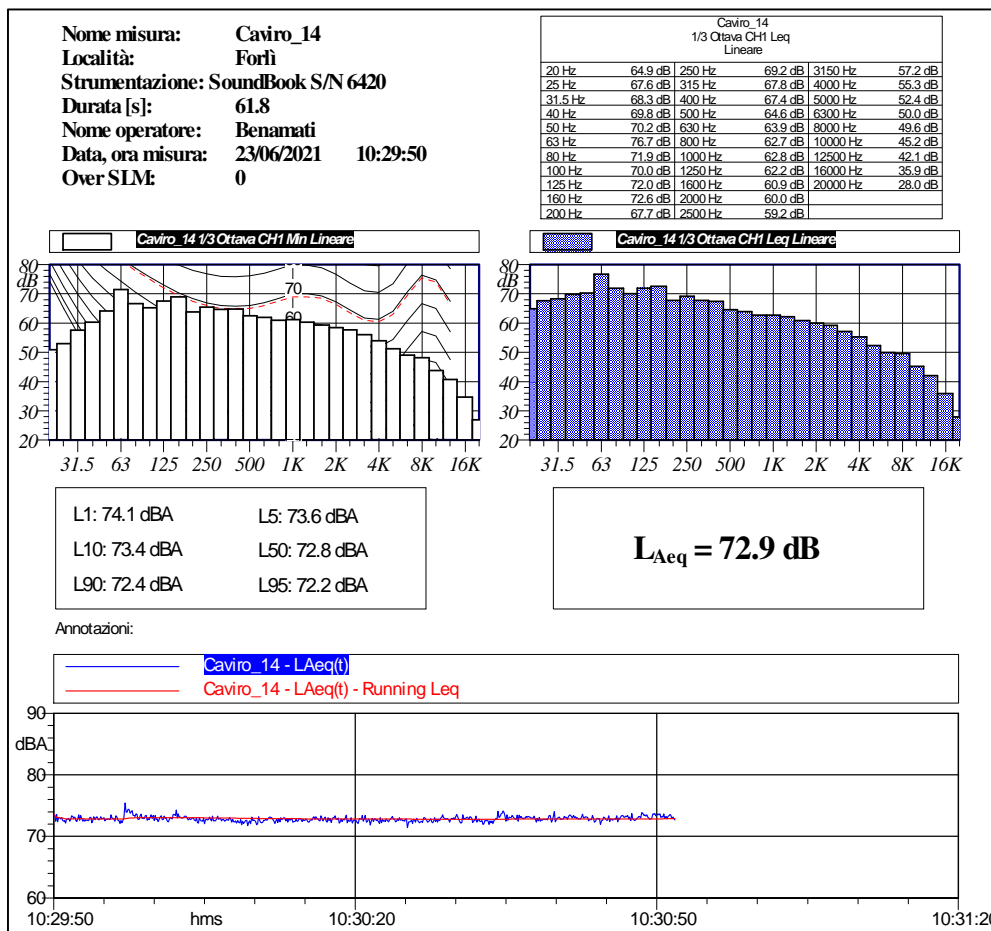 Nome misura: Caviro_14
Località: Forlì
Strumentazione: SoundBook S/N 6420
Durata [s]: 61.8
Nome operatore: Benamati
Data, ora misura: 23/06/2021 10:29:50
Over SLM: 0
Caviro_14
1/3 Ottava CH1 Leq
Lineare
20 Hz 64.9 dB 250 Hz 69.2 dB 3150 Hz 57.2 dB
25 Hz 67.6 dB 315 Hz 67.8 dB 4000 Hz 55.3 dB
31.5 Hz 68.3 dB 400 Hz 67.4 dB 5000 Hz 52.4 dB
40 Hz 69.8 dB 500 Hz 64.6 dB 6300 Hz 50.0 dB
50 Hz 70.2 dB 630 Hz 63.9 dB 8000 Hz 49.6 dB
63 Hz 76.7 dB 800 Hz 62.7 dB 10000 Hz 45.2 dB
80 Hz 71.9 dB 1000 Hz 62.8 dB 12500 Hz 42.1 dB
100 Hz 70.0 dB 1250 Hz 62.2 dB 16000 Hz 35.9 dB
125 Hz 72.0 dB 1600 Hz 60.9 dB 20000 Hz 28.0 dB
160 Hz 72.6 dB 2000 Hz 60.0 dB
200 Hz 67.7 dB 2500 Hz 59.2 dB
Caviro_14 1/3 Ottava CH1 Min Lineare
80
dB
70
60
50
40
30
20
70
60
31.5 63 125 250 500 1K 2K 4K 8K 16K
Caviro_14 1/3 Ottava CH1 Leq Lineare
80
dB
70
60
50
40
30
20
31.5 63 125 250 500 1K 2K 4K 8K 16K
L1: 74.1 dBA L5: 73.6 dBA
L10: 73.4 dBA L50: 72.8 dBA
L90: 72.4 dBA L95: 72.2 dBA
LAeq = 72.9 dB
Annotazioni:
Caviro_14 - LAeq(t)
Caviro_14 - LAeq(t) - Running Leq
90
dBA
80
70
60
10:29:50 hms 10:30:20 10:30:50 10:31:20